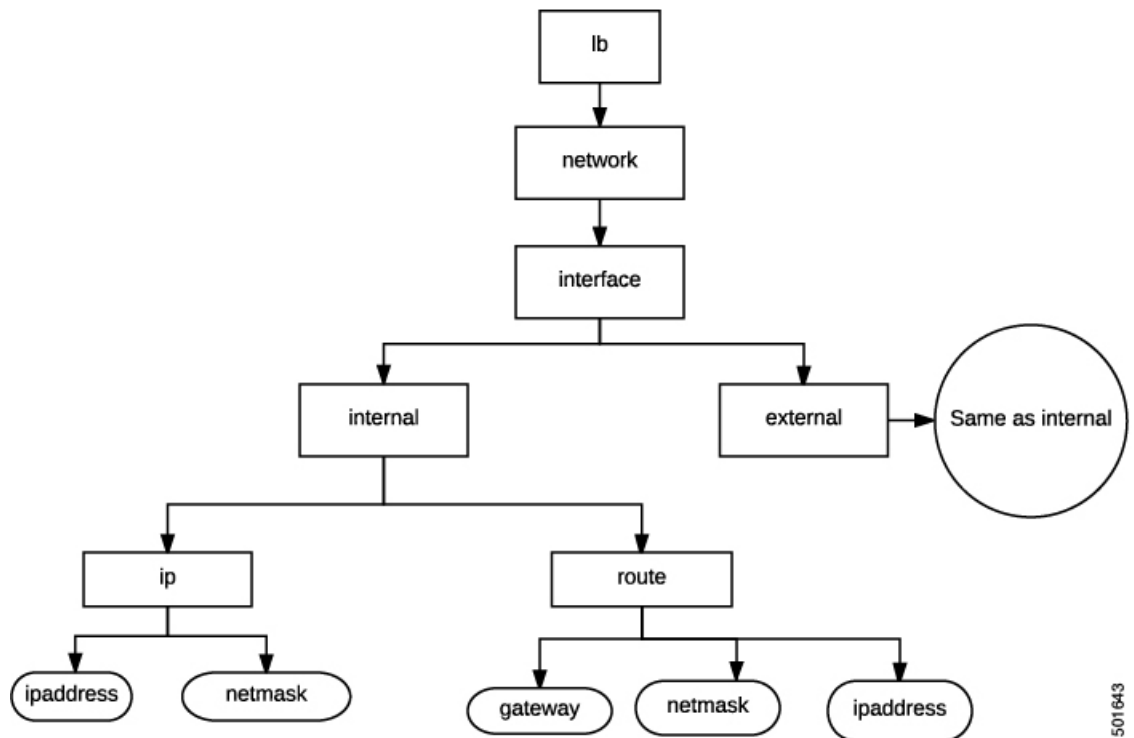 lb
network
interface
internal
external
Same as internal
ip
route
ipaddress
netmask
gateway
netmask
ipaddress
501643